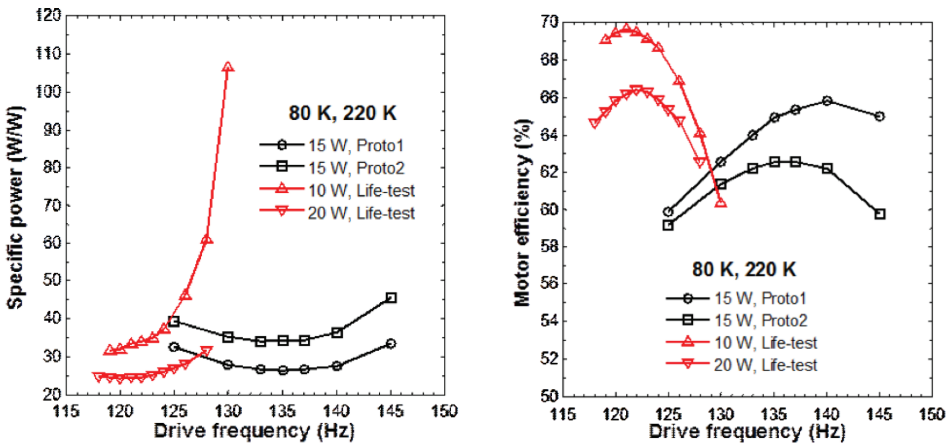 120
110
100
90
80
70
60
50
40
30
20
Specific power (W/W)
80 K, 220 K
15 W, Proto1
15 W, Proto2
10 W, Life-test
20 W, Life-test
115 120 125 130 135 140 145 150
Drive frequency (Hz)
70
68
66
64
62
60
58
56
54
52
50
Motor efficiency (%)
80 K, 220 K
15 W, Proto1
15 W, Proto2
10 W, Life-test
20 W, Life-test
115 120 125 130 135 140 145 150
Drive frequency (Hz)